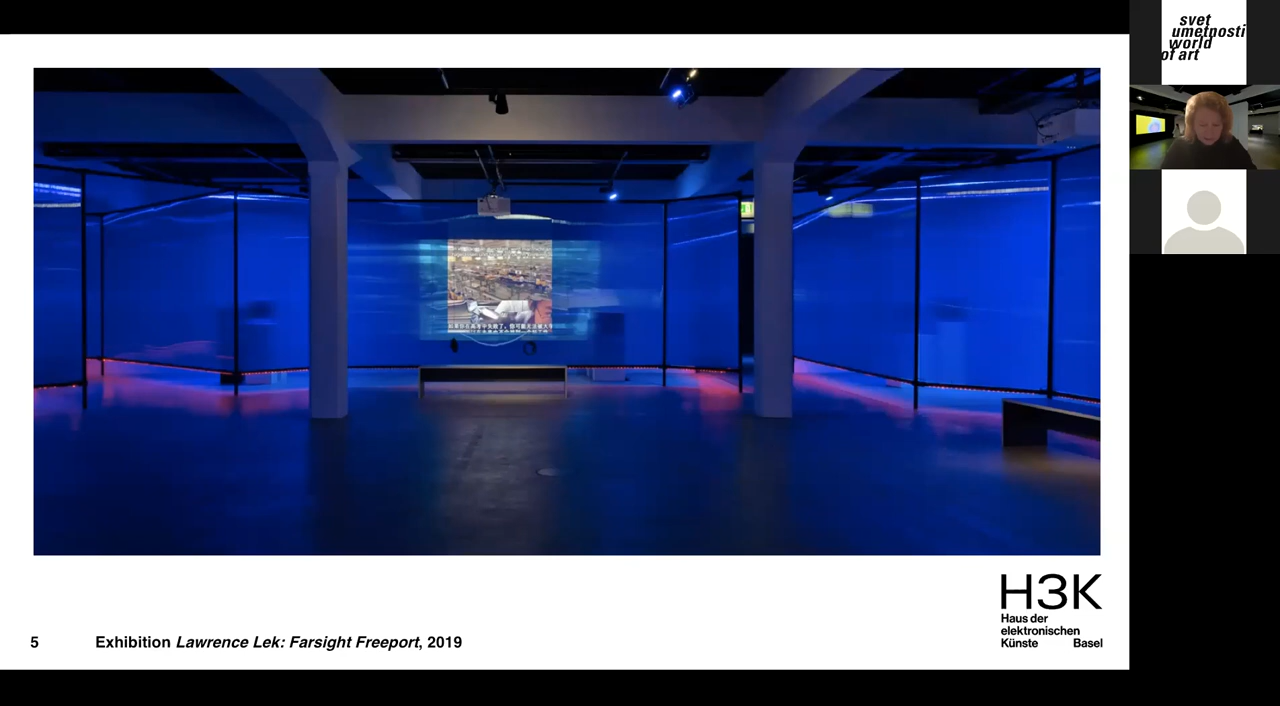 svet
umetnosti
world
of art
5 Exhibition Lawrence Lek: Farsight Freeport, 2019
H3K
Haus der
elektronischen
Künste Basel